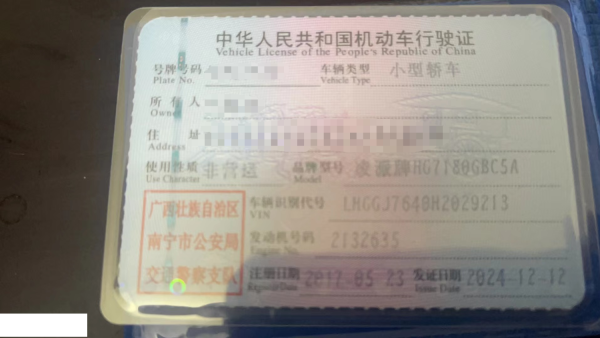 中华人民共和国机动车行驶证
Vehicle License of the People's Republic of China
号牌号码 车辆类型 小型轿车
Plate No. Vehicle Type
所有人
Owner
住址
Address
使用性质 非营运 品牌型号 凌派牌HG7180GBC5A
Use Character Model
广西壮族自治区 车辆识别代号 LHGGJ7640H2029213
VIN
南宁市公安局 发动机号码 2132635
Engine No.
交通警察支队 注册日期 2017-05-23 发证日期 2024-12-12
Register Date Issue Date